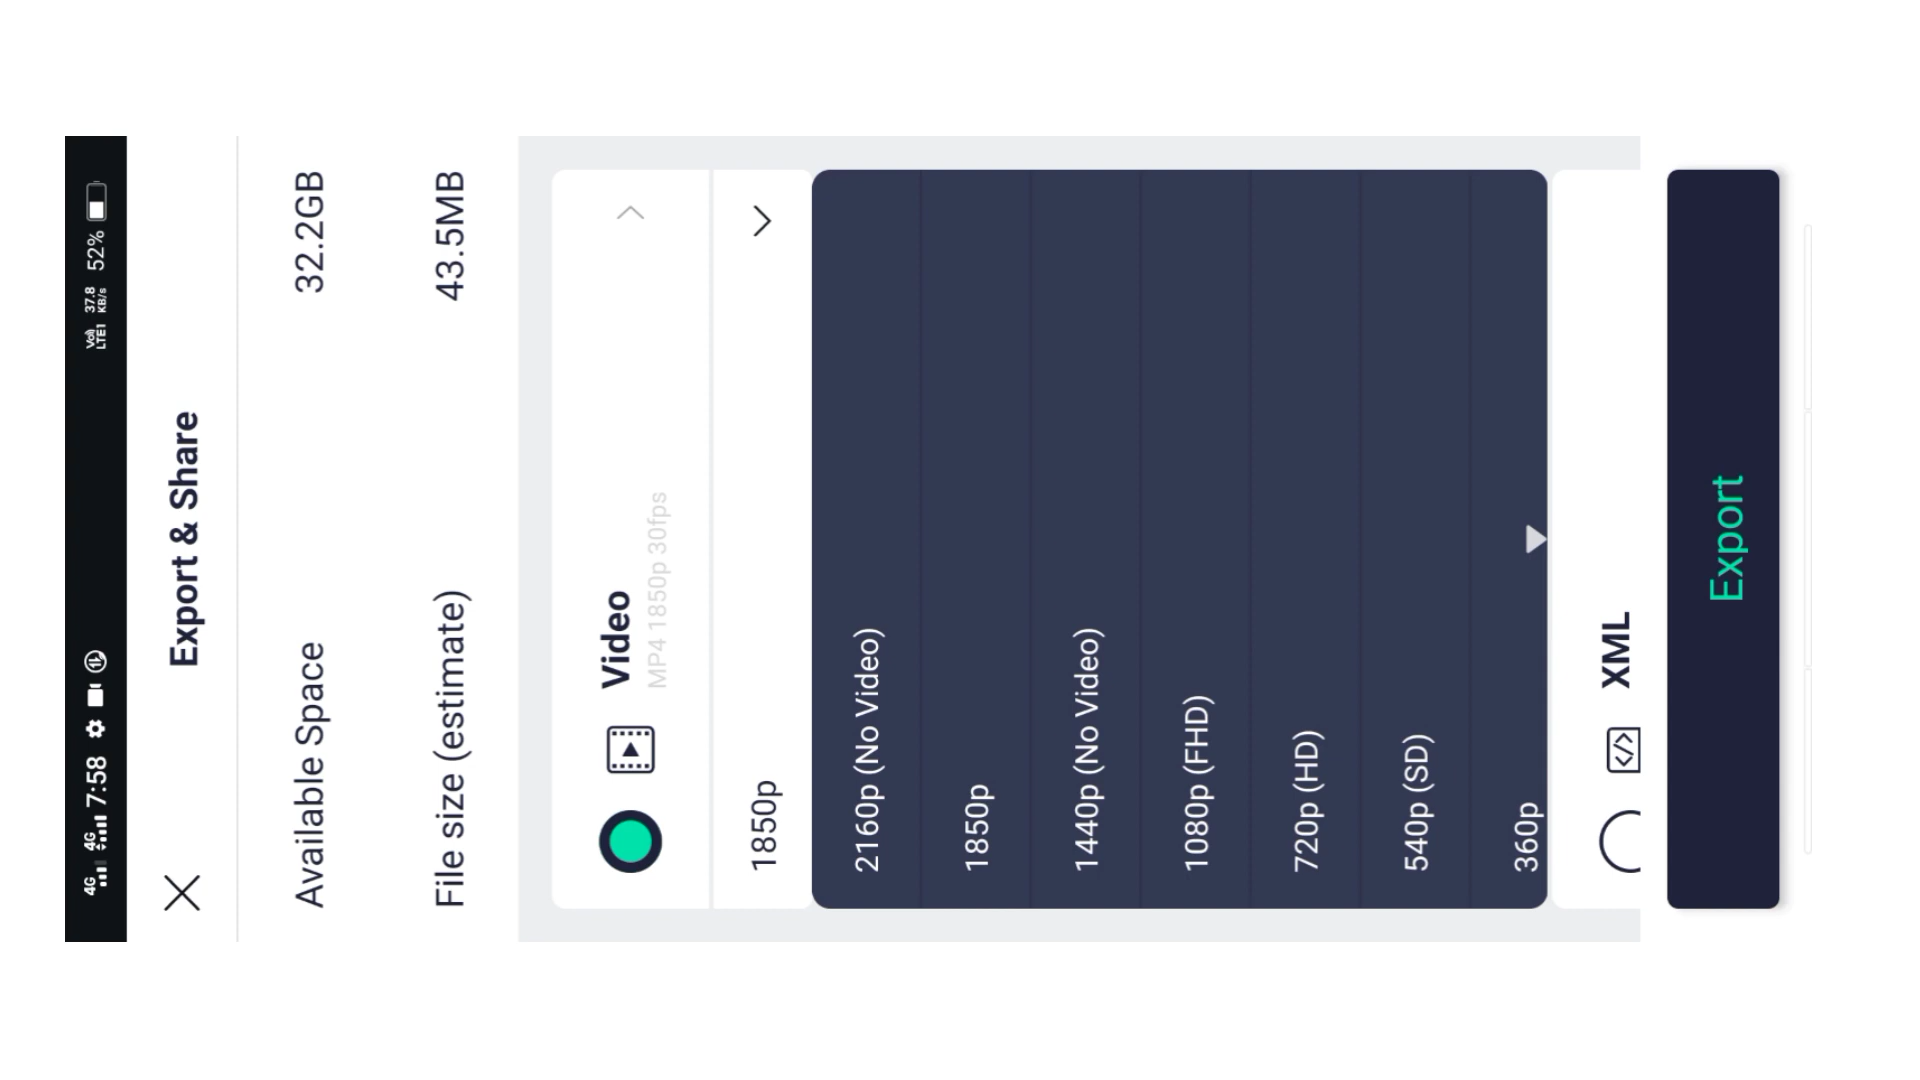 4G 4G 7:58 Vo)) LTE1 37.8 KB/s 52%
Export & Share
Available Space 32.2GB
File size (estimate) 43.5MB
Video
MP4 1850p 30fps
1850p
2160p (No Video)
1850p
1440p (No Video)
1080p (FHD)
720p (HD)
540p (SD)
360p
XML
Export